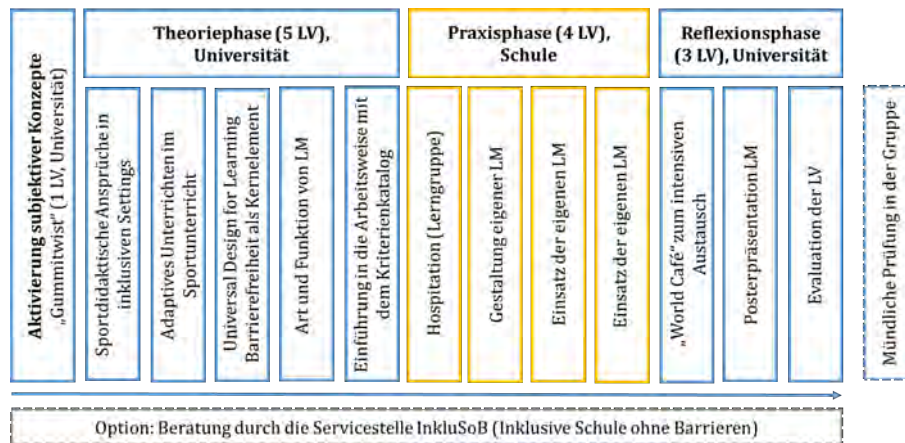 Aktivierung subjektiver Konzepte
„Gummitwist“ (1 LV, Universität)
Theoriephase (5 LV),
Universität
Sportdidaktische Ansprüche in
inklusiven Settings
Adaptives Unterrichten im
Sportunterricht
Universal Design for Learning
Barrierefreiheit als Kernelement
Art und Funktion von LM
Einführung in die Arbeitsweise mit
dem Kriterienkatalog
Praxisphase (4 LV),
Schule
Hospitation (Lerngruppe)
Gestaltung eigener LM
Einsatz der eigenen LM
Einsatz der eigenen LM
Reflexionsphase
(3 LV), Universität
„World Café“ zum intensiven
Austausch
Posterpräsentation LM
Evaluation der LV
Mündliche Prüfung in der Gruppe
Option: Beratung durch die Servicestelle InkluSoB (Inklusive Schule ohne Barrieren)